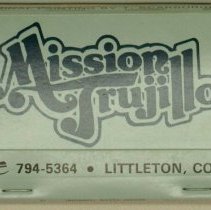 Mission
Trujillo
794-5364 • LITTLETON, CO